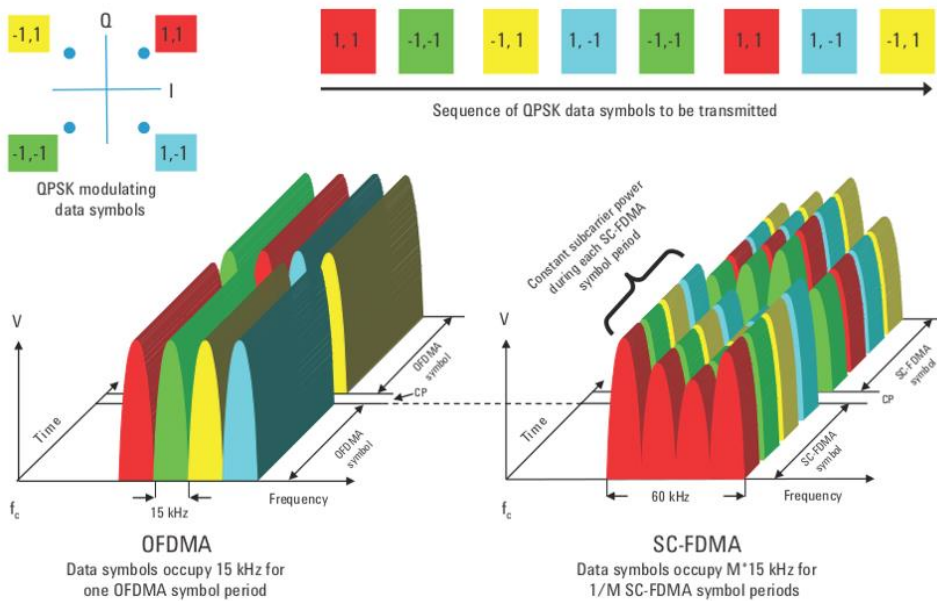 -1,1
Q
1,1
I
-1,-1
1,-1
QPSK modulating
data symbols
1, 1
-1,-1
-1, 1
1, -1
-1,-1
1, 1
1, -1
-1, 1
Sequence of QPSK data symbols to be transmitted
V
Time
fc
15 kHz
Frequency
OFDMA
symbol
CP
OFDMA
symbol
OFDMA
Data symbols occupy 15 kHz for
one OFDMA symbol period
Constant subcarrier power
during each SC-FDMA
symbol period
V
Time
fc
60 kHz
Frequency
SC-FDMA
symbol
CP
SC-FDMA
symbol
SC-FDMA
Data symbols occupy M*15 kHz for
1/M SC-FDMA symbol periods